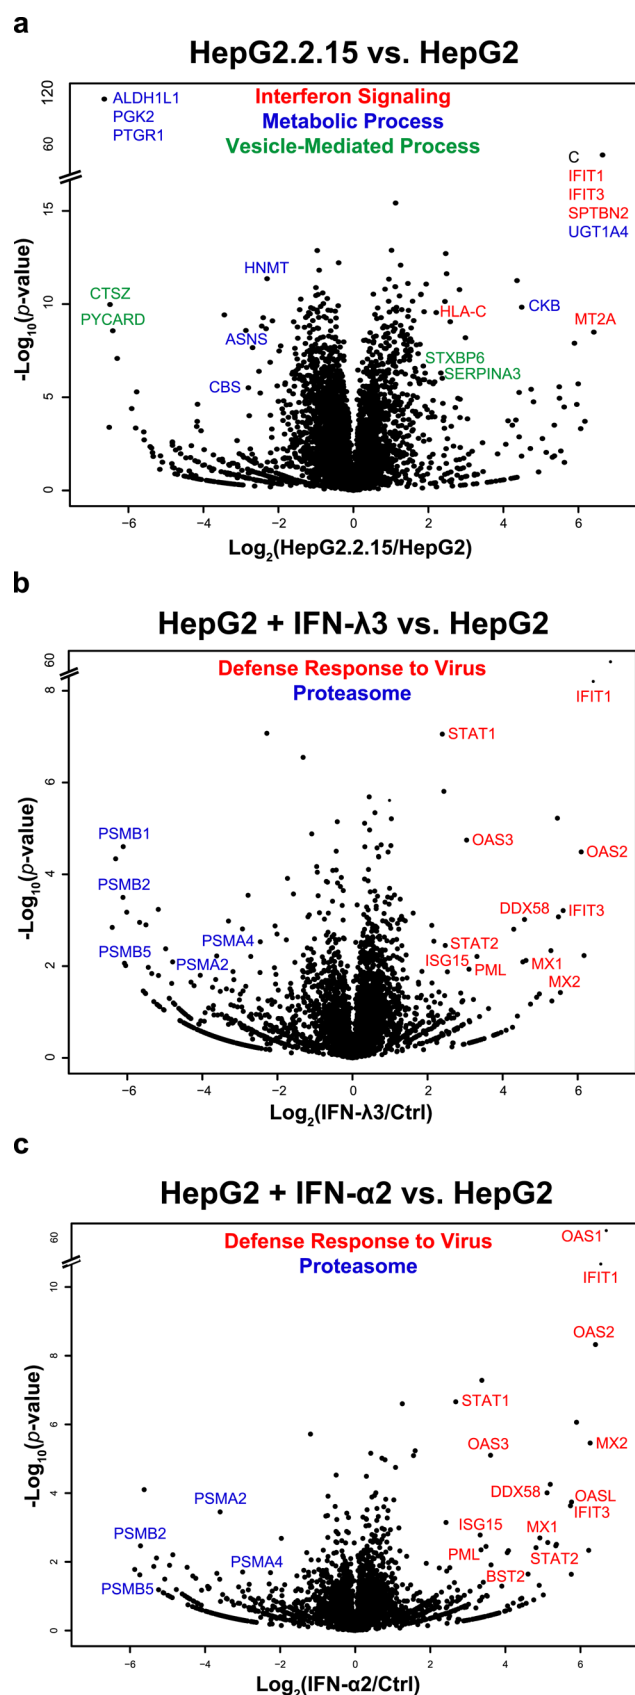 a
HepG2.2.15 vs. HepG2
Interferon Signaling
Metabolic Process
Vesicle-Mediated Process
ALDH1L1
PGK2
PTGR1
C
IFIT1
IFIT3
SPTBN2
UGT1A4
HNMT
CTSZ
PYCARD
HLA-C
CKB
MT2A
ASNS
STXBP6
SERPINA3
CBS
-Log10(p-value)
120
60
15
10
5
0
−6 −4 −2 0 2 4 6
Log2(HepG2.2.15/HepG2)
b
HepG2 + IFN-λ3 vs. HepG2
Defense Response to Virus
Proteasome
IFIT1
STAT1
PSMB1
OAS3
OAS2
PSMB2
DDX58
IFIT3
PSMB5
PSMA4
PSMA2
STAT2
ISG15
PML
MX1
MX2
-Log10(p-value)
60
8
6
4
2
0
−6 −4 −2 0 2 4 6
Log2(IFN-λ3/Ctrl)
c
HepG2 + IFN-α2 vs. HepG2
Defense Response to Virus
Proteasome
OAS1
IFIT1
OAS2
STAT1
OAS3
MX2
PSMA2
DDX58
OASL
IFIT3
ISG15
MX1
PSMB2
PML
STAT2
PSMA4
BST2
PSMB5
-Log10(p-value)
60
10
8
6
4
2
0
−6 −4 −2 0 2 4 6
Log2(IFN-α2/Ctrl)